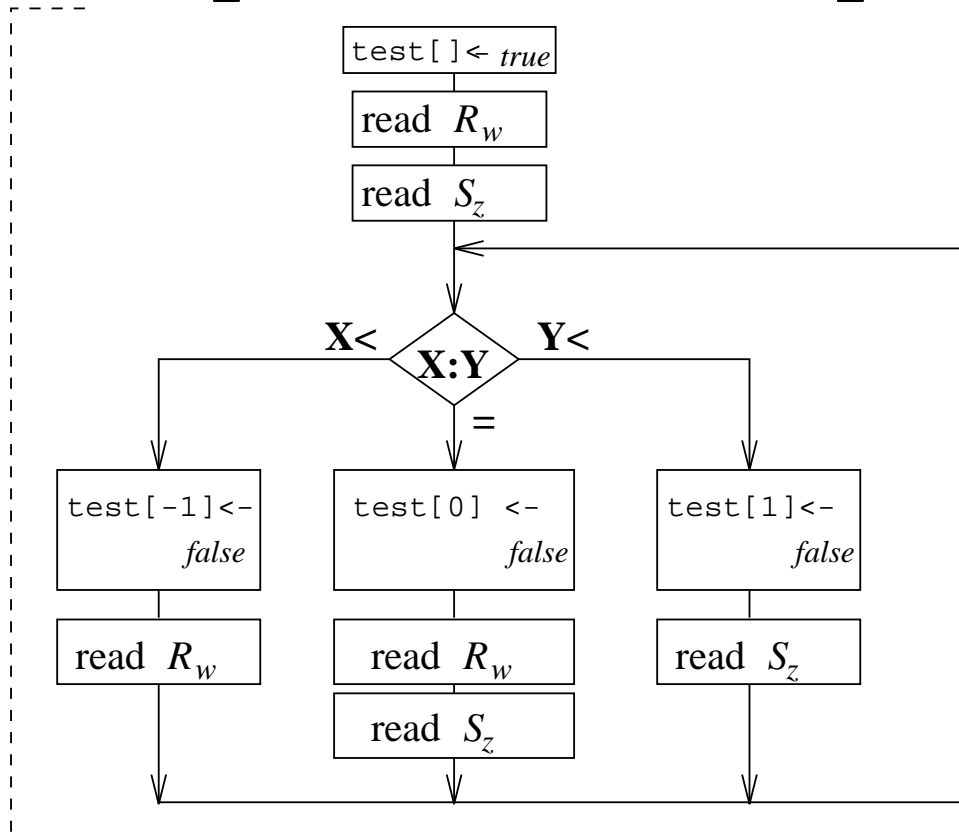 test[]<- true
read R_w
read S_z
X<
Y<
X:Y
=
test[-1]<-
false
test[0] <-
false
test[1]<-
false
read R_w
read R_w
read S_z
read S_z